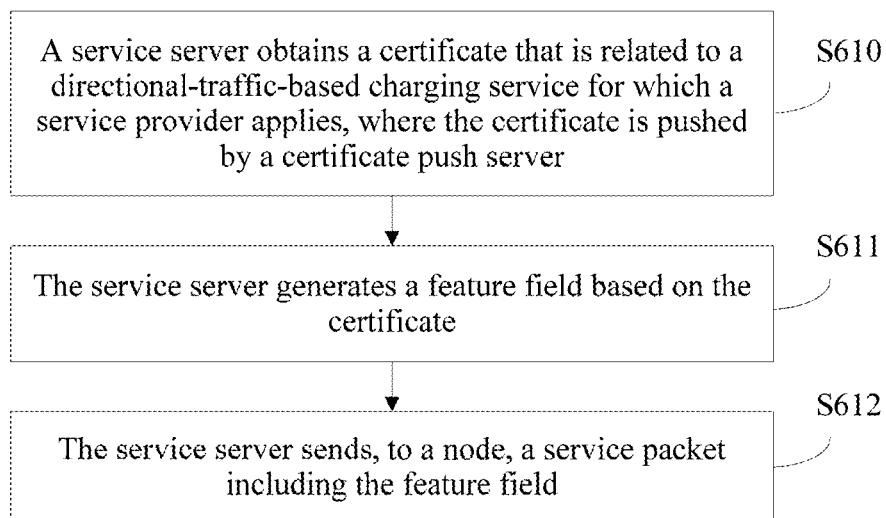 A service server obtains a certificate that is related to a
directional-traffic-based charging service for which a
service provider applies, where the certificate is pushed
by a certificate push server
S610
The service server generates a feature field based on the
certificate
S611
The service server sends, to a node, a service packet
including the feature field
S612